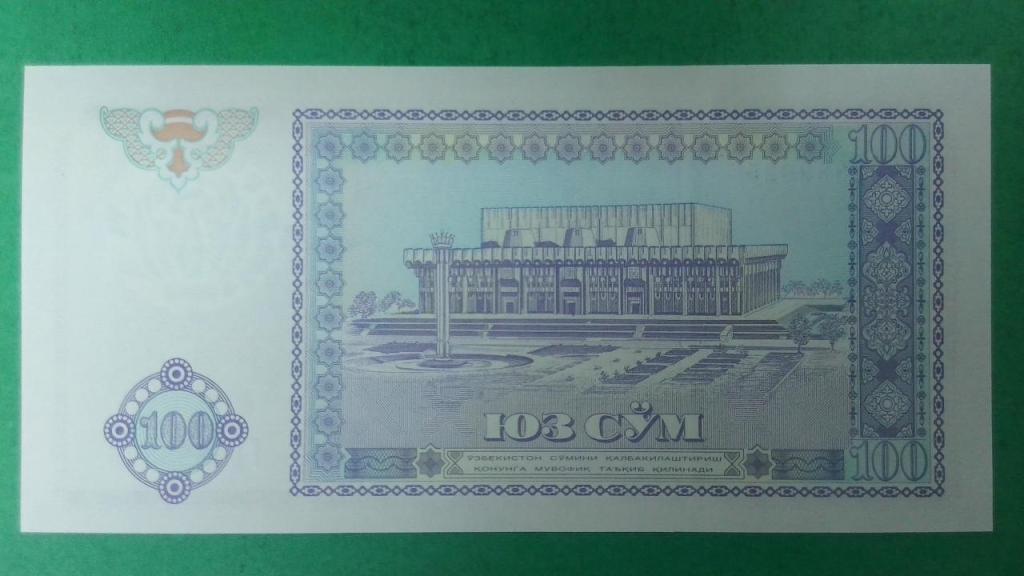 100
100
ЮЗ СЎМ
ЎЗБЕКИСТОН СЎМИНИ ҚАЛБАКИЛАШТИРИШ
ҚОНУНГА МУВОФИҚ ТАЪҚИБ ҚИЛИНАДИ
100